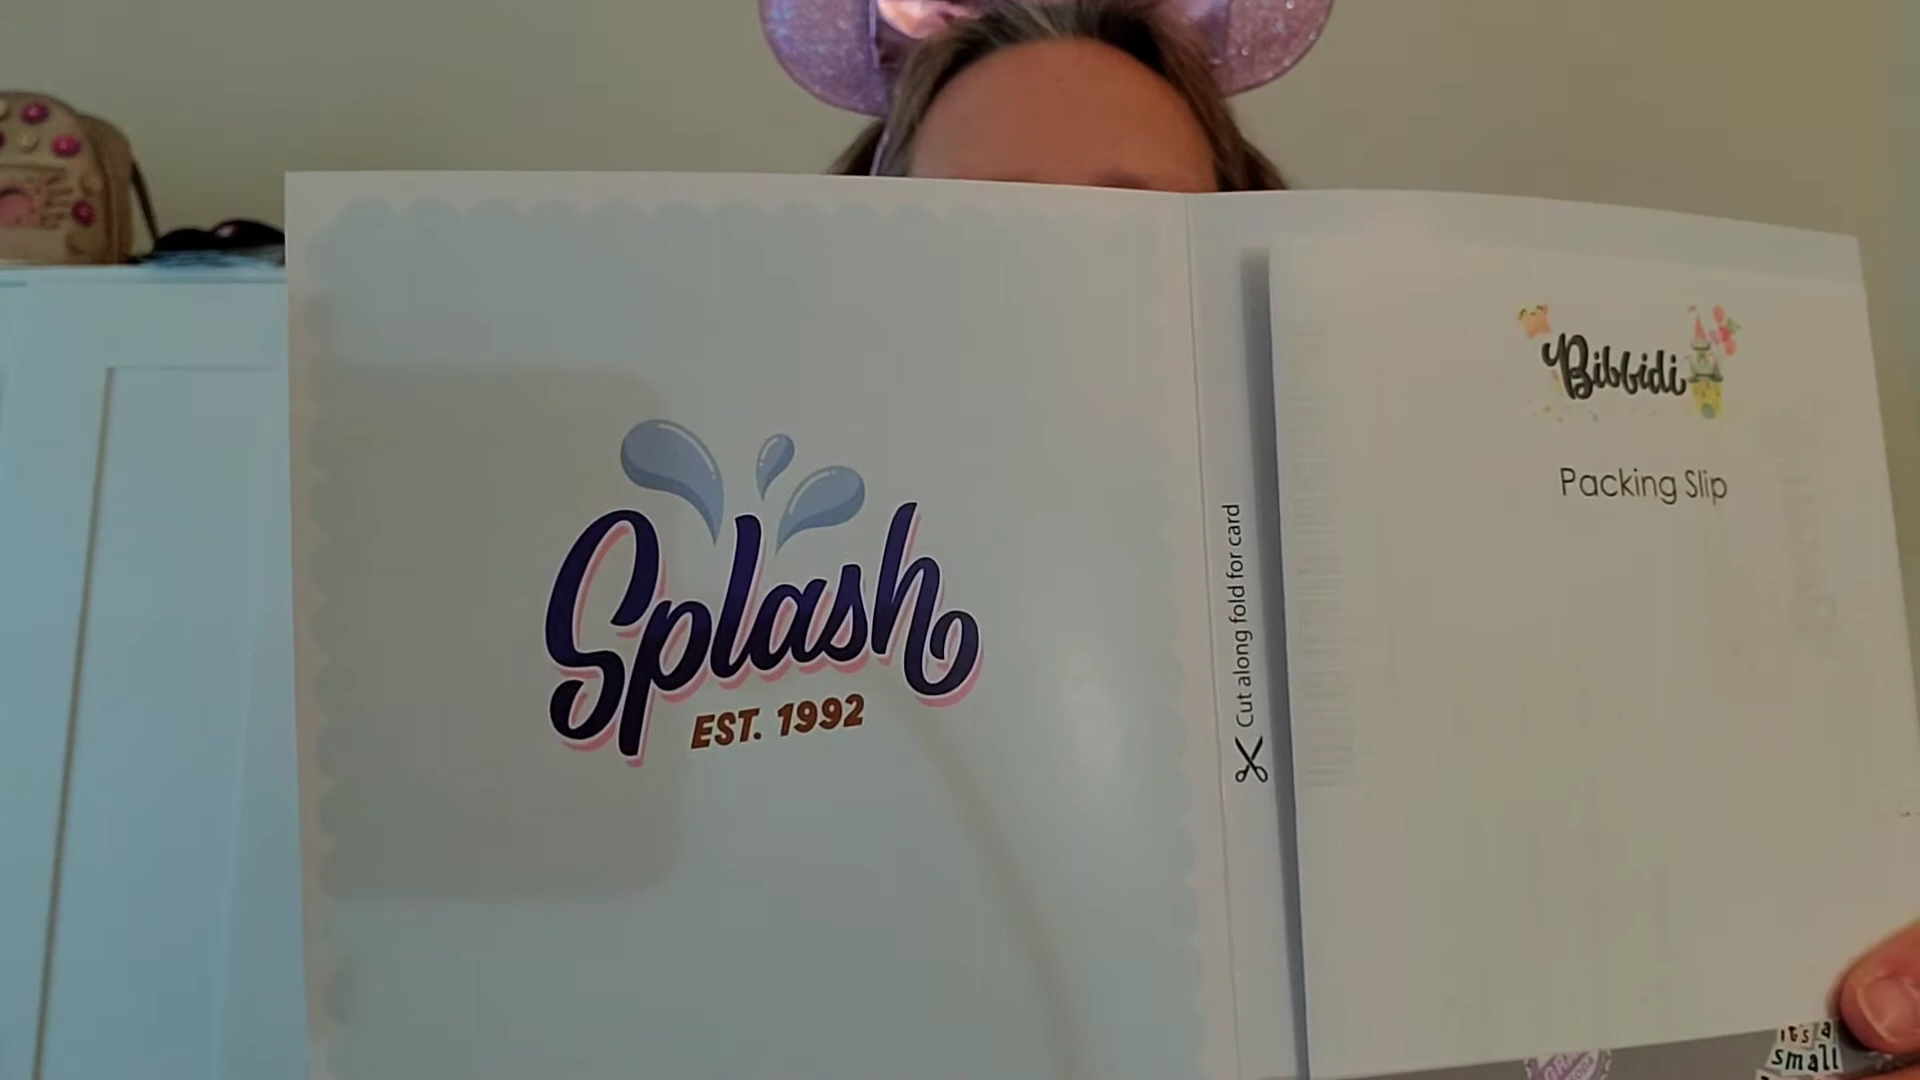 Splash
EST. 1992
Cut along fold for card
Bibbidi
Packing Slip
it's a
small